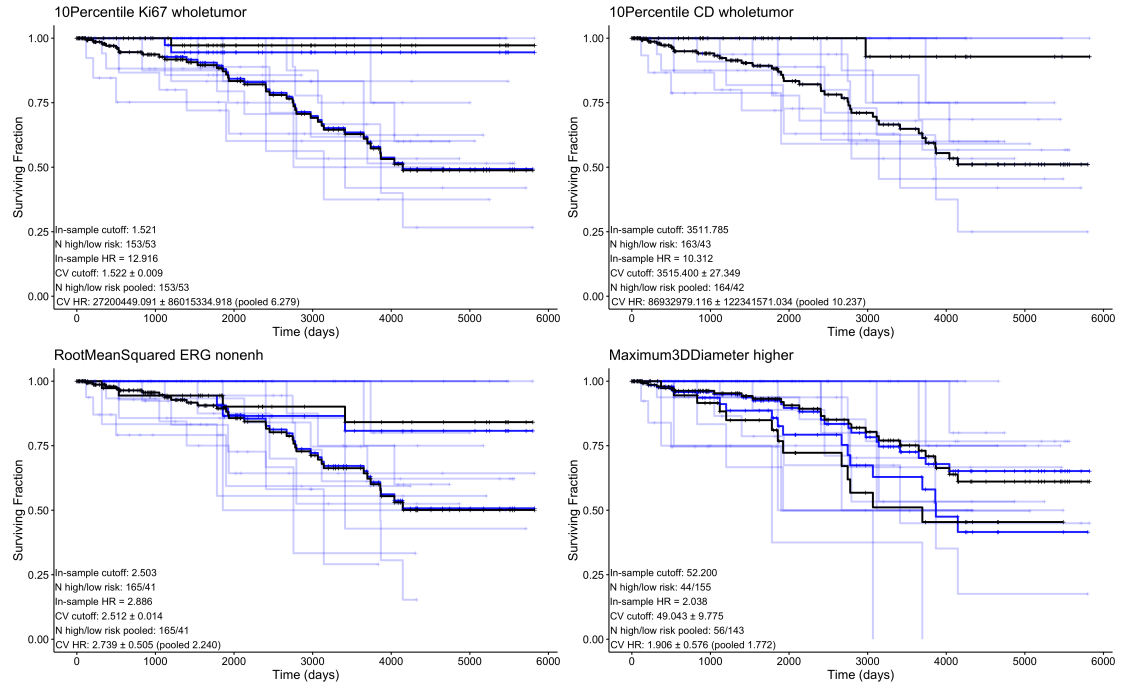 10Percentile Ki67 wholetumor
1.00
0.75
0.50
0.25
0.00
Surviving Fraction
In-sample cutoff: 1.521
N high/low risk: 153/53
In-sample HR = 12.916
CV cutoff: 1.522 ± 0.009
N high/low risk pooled: 153/53
CV HR: 27200449.091 ± 86015334.918 (pooled 6.279)
0 1000 2000 3000 4000 5000 6000
Time (days)
10Percentile CD wholetumor
1.00
0.75
0.50
0.25
0.00
Surviving Fraction
In-sample cutoff: 3511.785
N high/low risk: 163/43
In-sample HR = 10.312
CV cutoff: 3515.400 ± 27.349
N high/low risk pooled: 164/42
CV HR: 86932979.116 ± 122341571.034 (pooled 10.237)
0 1000 2000 3000 4000 5000 6000
Time (days)
RootMeanSquared ERG nonenh
1.00
0.75
0.50
0.25
0.00
Surviving Fraction
In-sample cutoff: 2.503
N high/low risk: 165/41
In-sample HR = 2.886
CV cutoff: 2.512 ± 0.014
N high/low risk pooled: 165/41
CV HR: 2.739 ± 0.505 (pooled 2.240)
0 1000 2000 3000 4000 5000 6000
Time (days)
Maximum3DDiameter higher
1.00
0.75
0.50
0.25
0.00
Surviving Fraction
In-sample cutoff: 52.200
N high/low risk: 44/155
In-sample HR = 2.038
CV cutoff: 49.043 ± 9.775
N high/low risk pooled: 56/143
CV HR: 1.906 ± 0.576 (pooled 1.772)
0 1000 2000 3000 4000 5000 6000
Time (days)